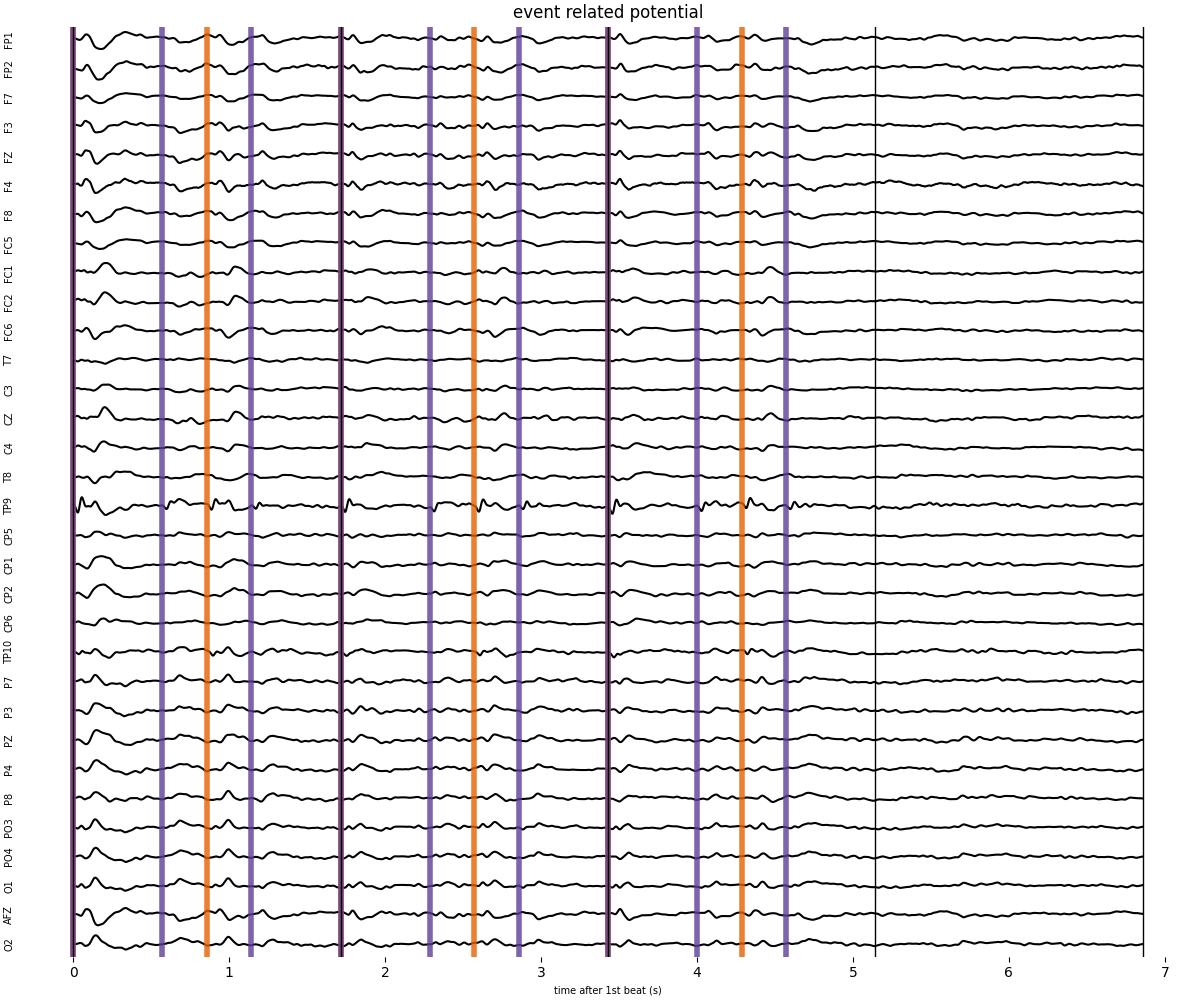 event related potential
FP1
FP2
F7
F3
FZ
F4
F8
FC5
FC1
FC2
FC6
T7
C3
CZ
C4
T8
TP9
CP5
CP1
CP2
CP6
TP10
P7
P3
PZ
P4
P8
PO3
PO4
O1
AFZ
O2
0 1 2 3 4 5 6 7
time after 1st beat (s)